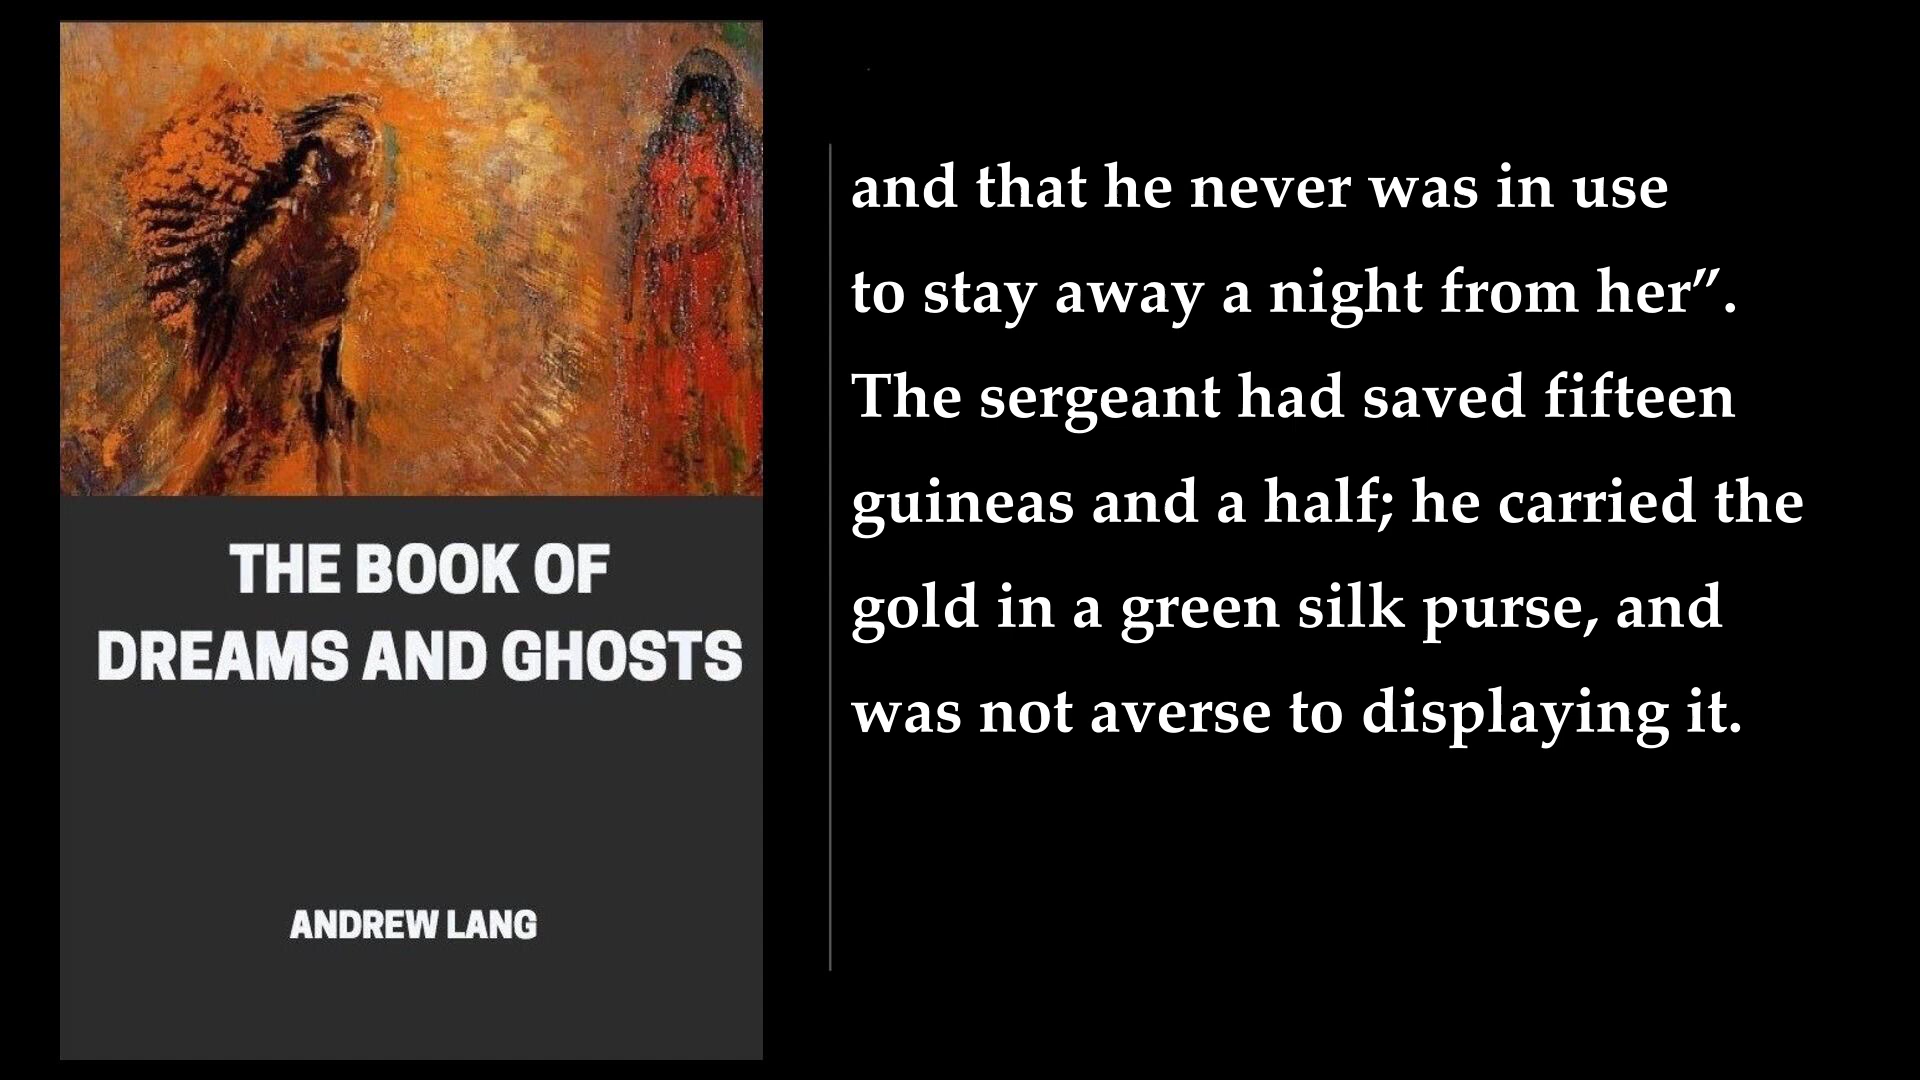 THE BOOK OF
DREAMS AND GHOSTS
ANDREW LANG
and that he never was in use
to stay away a night from her”.
The sergeant had saved fifteen
guineas and a half; he carried the
gold in a green silk purse, and
was not averse to displaying it.